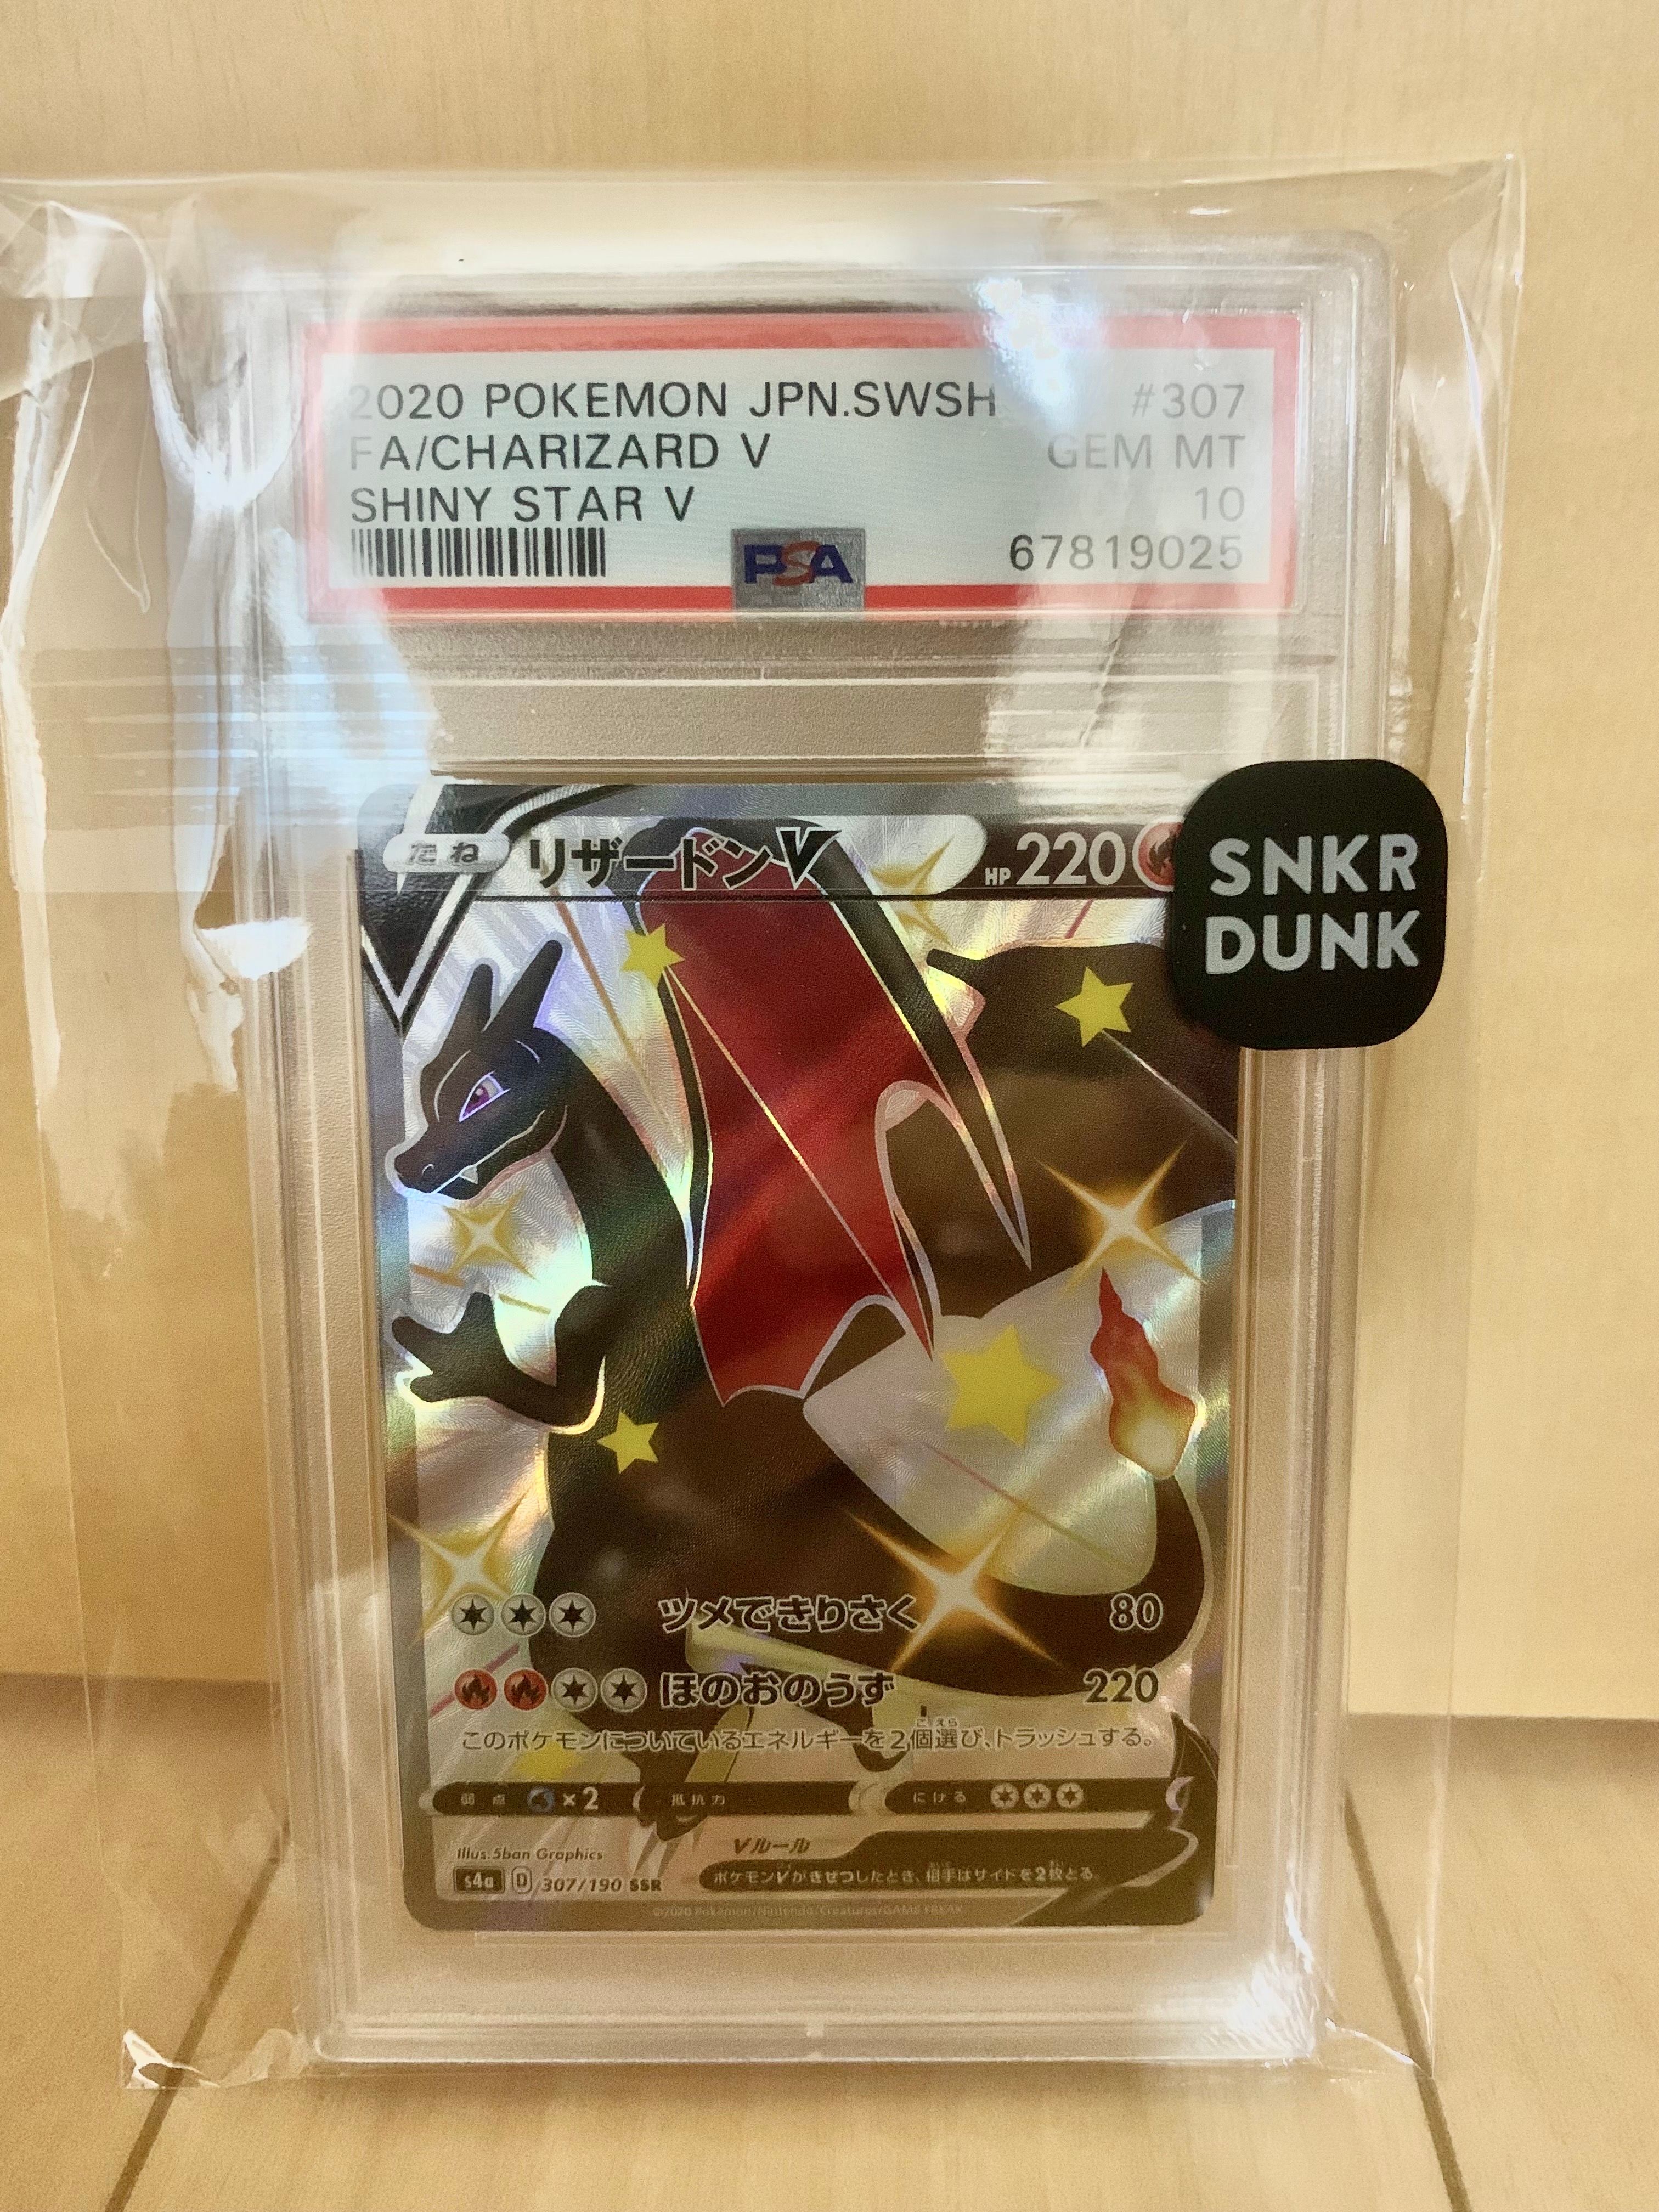 2020 POKEMON JPN.SWSH #307
FA/CHARIZARD V GEM MT
SHINY STAR V 10
PSA 67819025
たね リザードンV HP 220
SNKR
DUNK
ツメできりさく 80
ほのおのうず 220
このポケモンについているエネルギーを2個選び、トラッシュする。
弱点 ×2 抵抗力 にげる
Illus. 5ban Graphics
Vルール
s4a D 307/190 SSR
ポケモンVがきぜつしたとき、相手はサイドを2枚とる。
©2020 Pokémon/Nintendo/Creatures/GAME FREAK